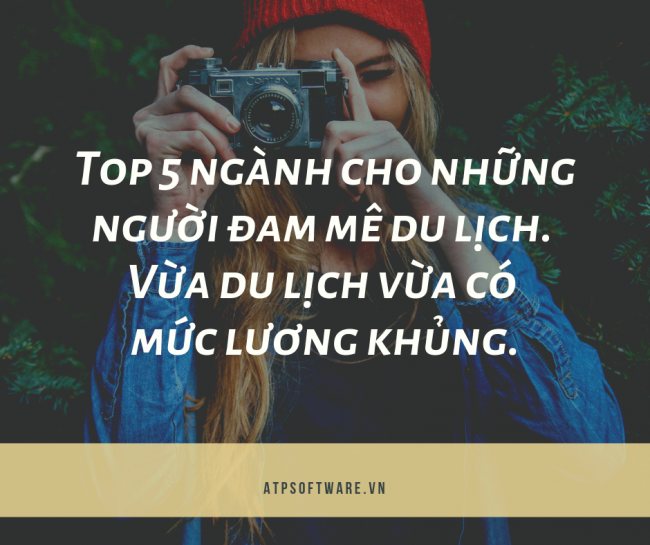 CONTAX
Top 5 ngành cho những
người đam mê du lịch.
Vừa du lịch vừa có
mức lương khủng.
ATPSOFTWARE.VN